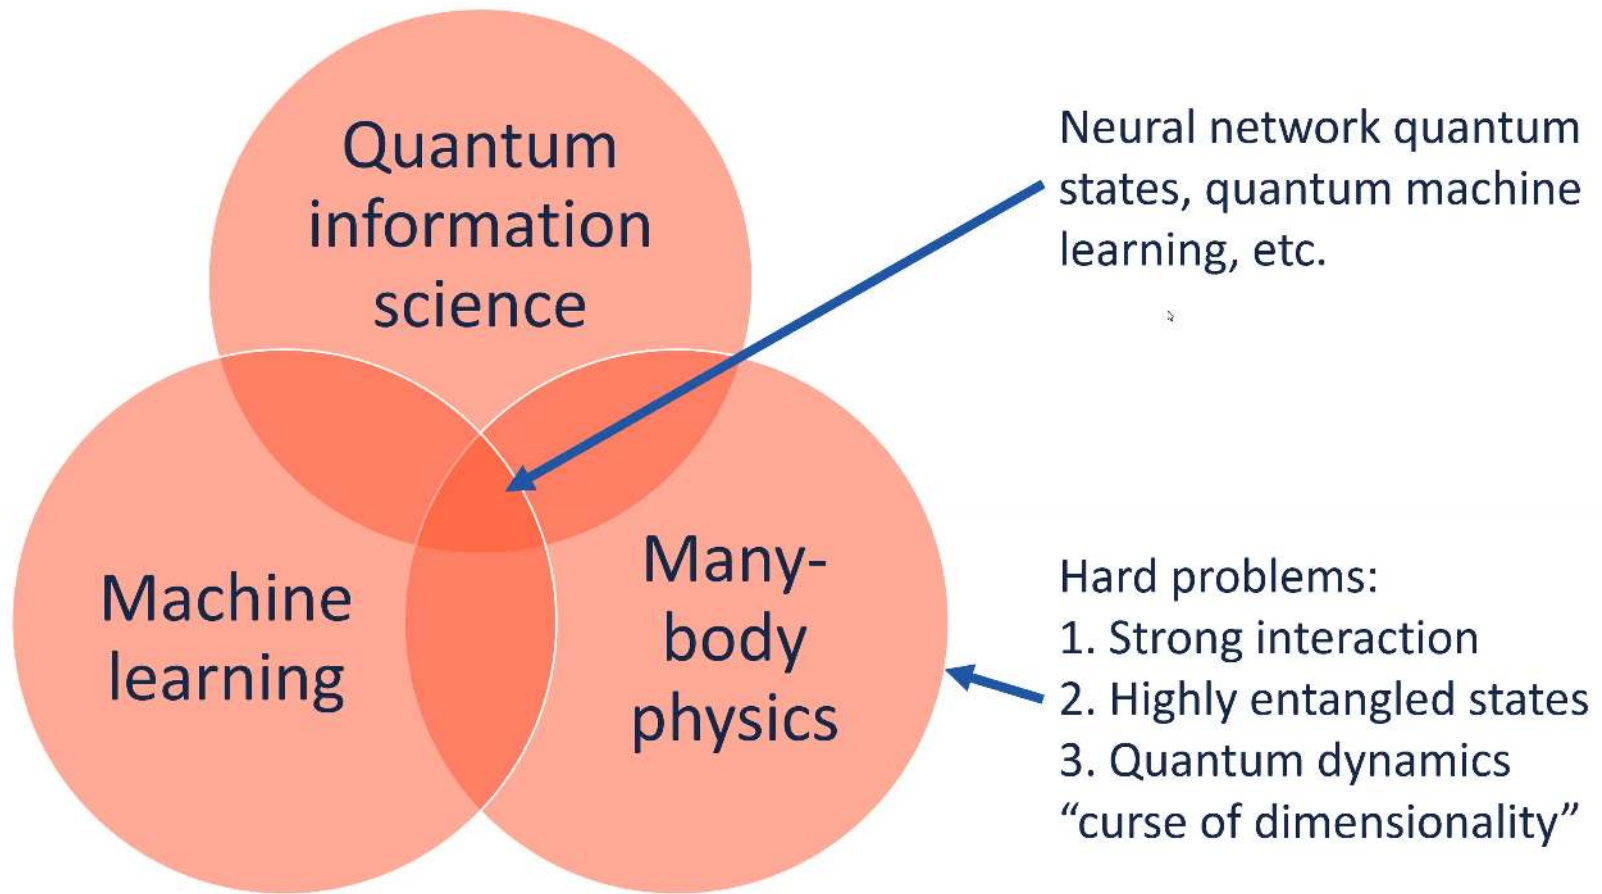 Quantum
information
science
Machine
learning
Many-
body
physics
Neural network quantum
states, quantum machine
learning, etc.
Hard problems:
1. Strong interaction
2. Highly entangled states
3. Quantum dynamics
“curse of dimensionality”